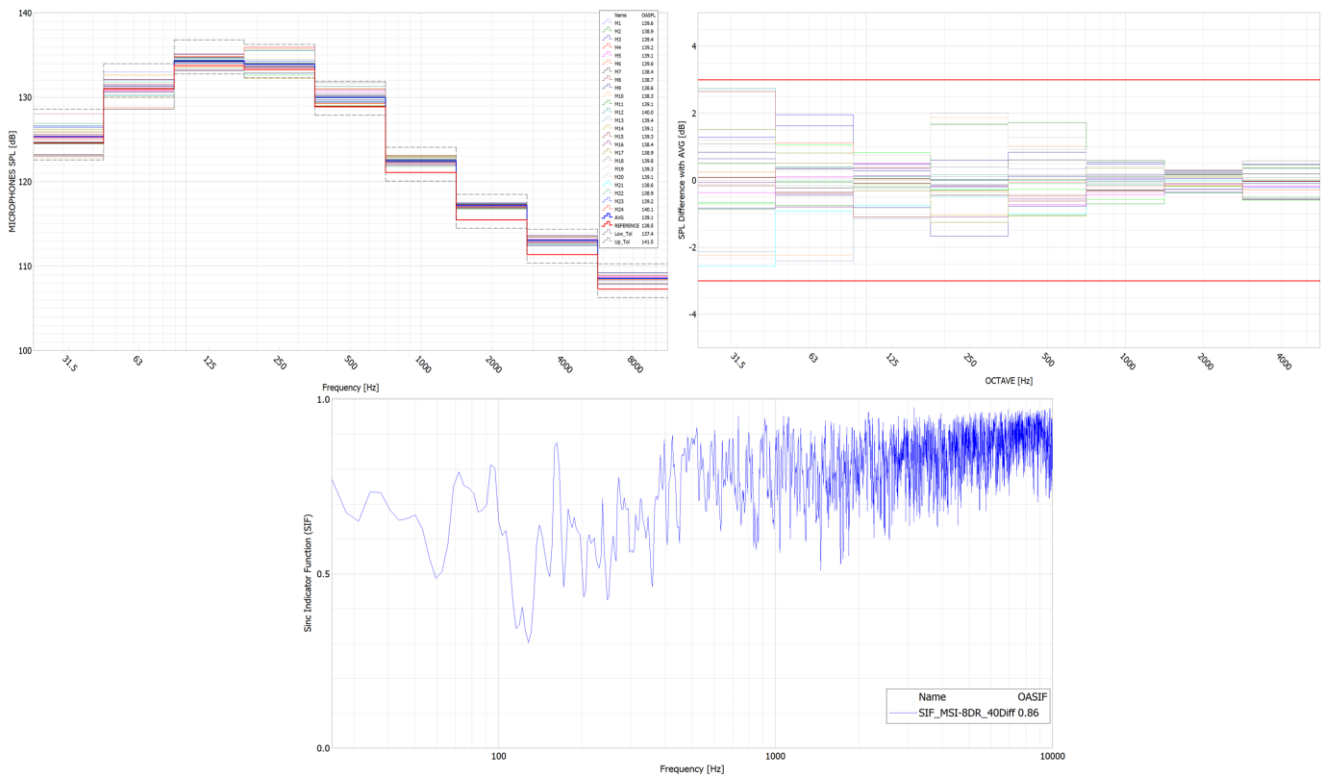 140
130
120
110
100
MICROPHONES SPL [dB]
Name OASPL
M1 139.6
M2 138.9
M3 139.4
M4 139.2
M5 139.1
M6 139.6
M7 138.4
M8 138.7
M9 138.6
M10 138.3
M11 139.1
M12 140.0
M13 139.4
M14 139.1
M15 139.3
M16 138.4
M17 138.9
M18 139.8
M19 139.3
M20 139.1
M21 138.6
M22 138.9
M23 139.2
M24 140.1
AVG 139.1
REFERENCE 138.5
Low_Tol 137.4
Up_Tol 141.5
31.5 63 125 250 500 1000 2000 4000 8000
Frequency [Hz]
4
2
0
-2
-4
SPL Difference with AVG [dB]
31.5 63 125 250 500 1000 2000 4000
OCTAVE [Hz]
1.0
0.5
0.0
Sinc Indicator Function (SIF)
Name OASIF
SIF_MSI-8DR_40Diff 0.86
100 1000 10000
Frequency [Hz]